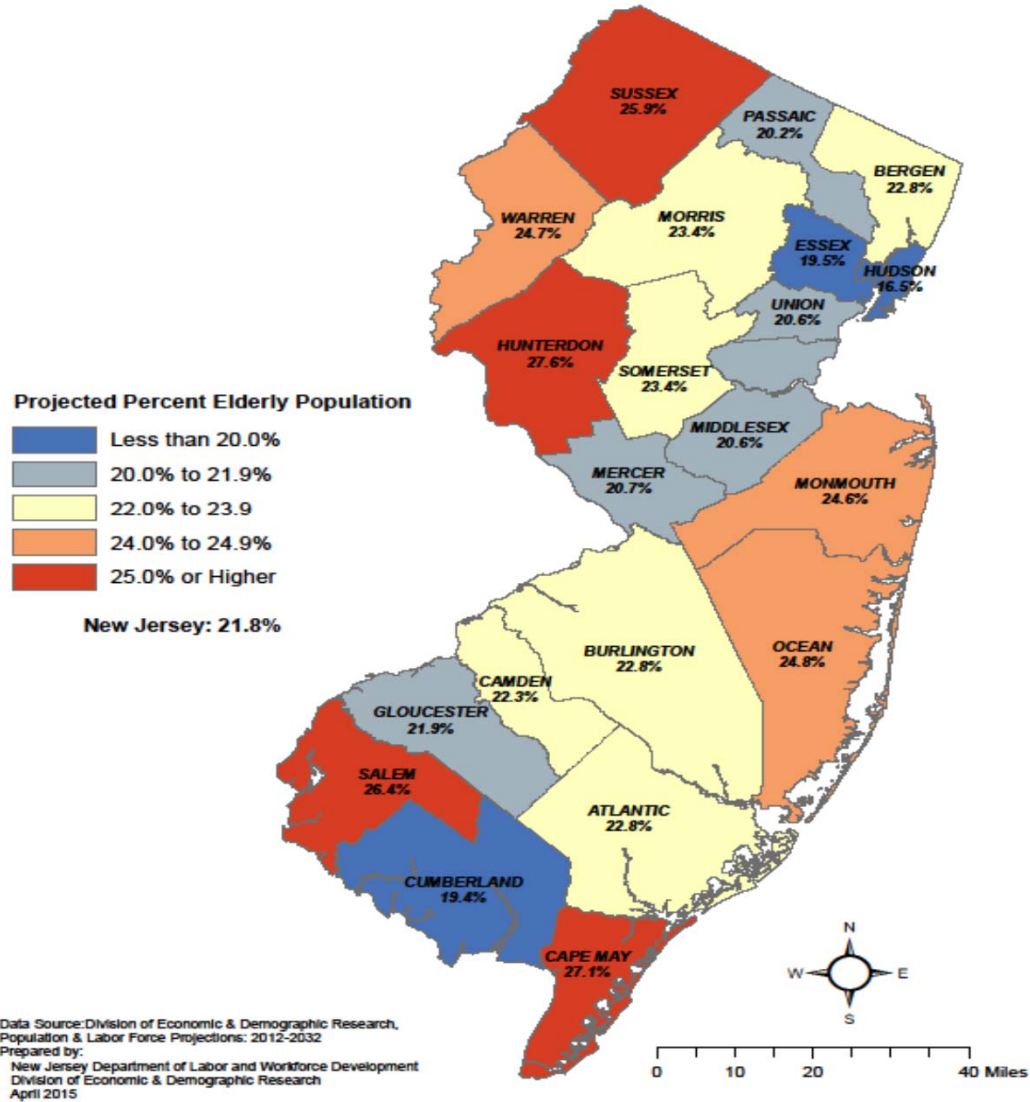 SUSSEX
25.9%
PASSAIC
20.2%
BERGEN
22.8%
WARREN
24.7%
MORRIS
23.4%
ESSEX
19.5%
HUDSON
16.5%
UNION
20.6%
HUNTERDON
27.6%
SOMERSET
23.4%
Projected Percent Elderly Population
Less than 20.0%
20.0% to 21.9%
22.0% to 23.9
24.0% to 24.9%
25.0% or Higher
New Jersey: 21.8%
MIDDLESEX
20.6%
MERCER
20.7%
MONMOUTH
24.6%
BURLINGTON
22.8%
OCEAN
24.8%
CAMDEN
22.3%
GLOUCESTER
21.9%
SALEM
26.4%
ATLANTIC
22.8%
CUMBERLAND
19.4%
CAPE MAY
27.1%
N
W
E
S
Data Source:Division of Economic & Demographic Research,
Population & Labor Force Projections: 2012-2032
Prepared by:
New Jersey Department of Labor and Workforce Development
Division of Economic & Demographic Research
April 2015
0 10 20 40 Miles